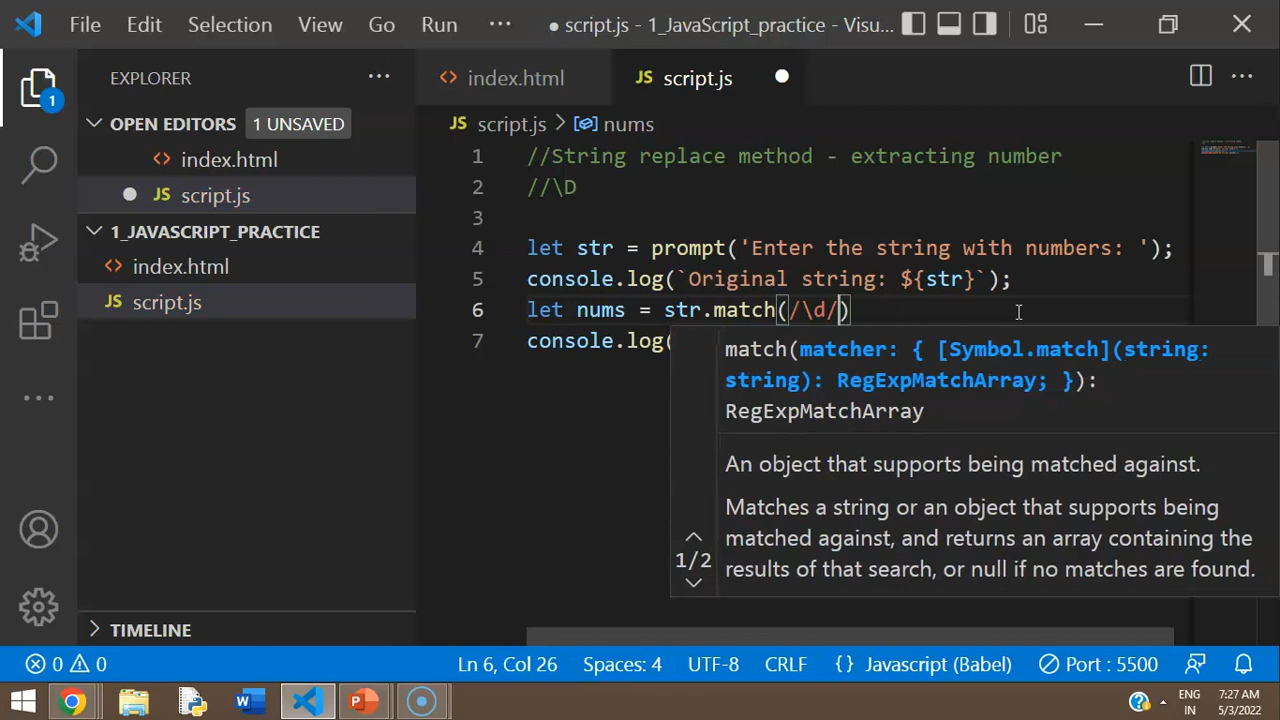 File Edit Selection View Go Run ··· ● script.js - 1_JavaScript_practice - Visu...
EXPLORER ···
OPEN EDITORS 1 UNSAVED
index.html
JS script.js
1_JAVASCRIPT_PRACTICE
index.html
JS script.js
TIMELINE
1
index.html JS script.js ● ···
JS script.js > nums
1 //String replace method - extracting number
2 //\D
3
4 let str = prompt('Enter the string with numbers: ');
5 console.log(`Original string: ${str}`);
6 let nums = str.match(/\d/)
7 console.log(
match(matcher: { [Symbol.match](string:
string): RegExpMatchArray; }):
RegExpMatchArray
An object that supports being matched against.
Matches a string or an object that supports being
matched against, and returns an array containing the
results of that search, or null if no matches are found.
1/2
0 0 Ln 6, Col 26 Spaces: 4 UTF-8 CRLF {} Javascript (Babel) Port : 5500
W P ENG 7:27 AM
IN 5/3/2022